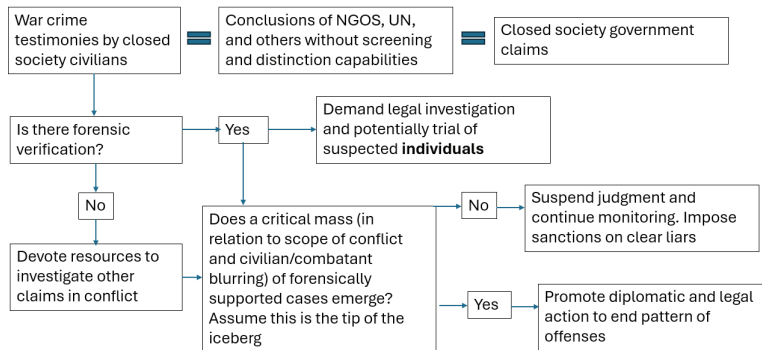 War crime
testimonies by closed
society civilians
Conclusions of NGOS, UN,
and others without screening
and distinction capabilities
Closed society government
claims
Is there forensic
verification?
Yes
Demand legal investigation
and potentially trial of
suspected individuals
No
Devote resources to
investigate other
claims in conflict
Does a critical mass (in
relation to scope of conflict
and civilian/combatant
blurring) of forensically
supported cases emerge?
Assume this is the tip of the
iceberg
No
Suspend judgment and
continue monitoring. Impose
sanctions on clear liars
Yes
Promote diplomatic and legal
action to end pattern of
offenses